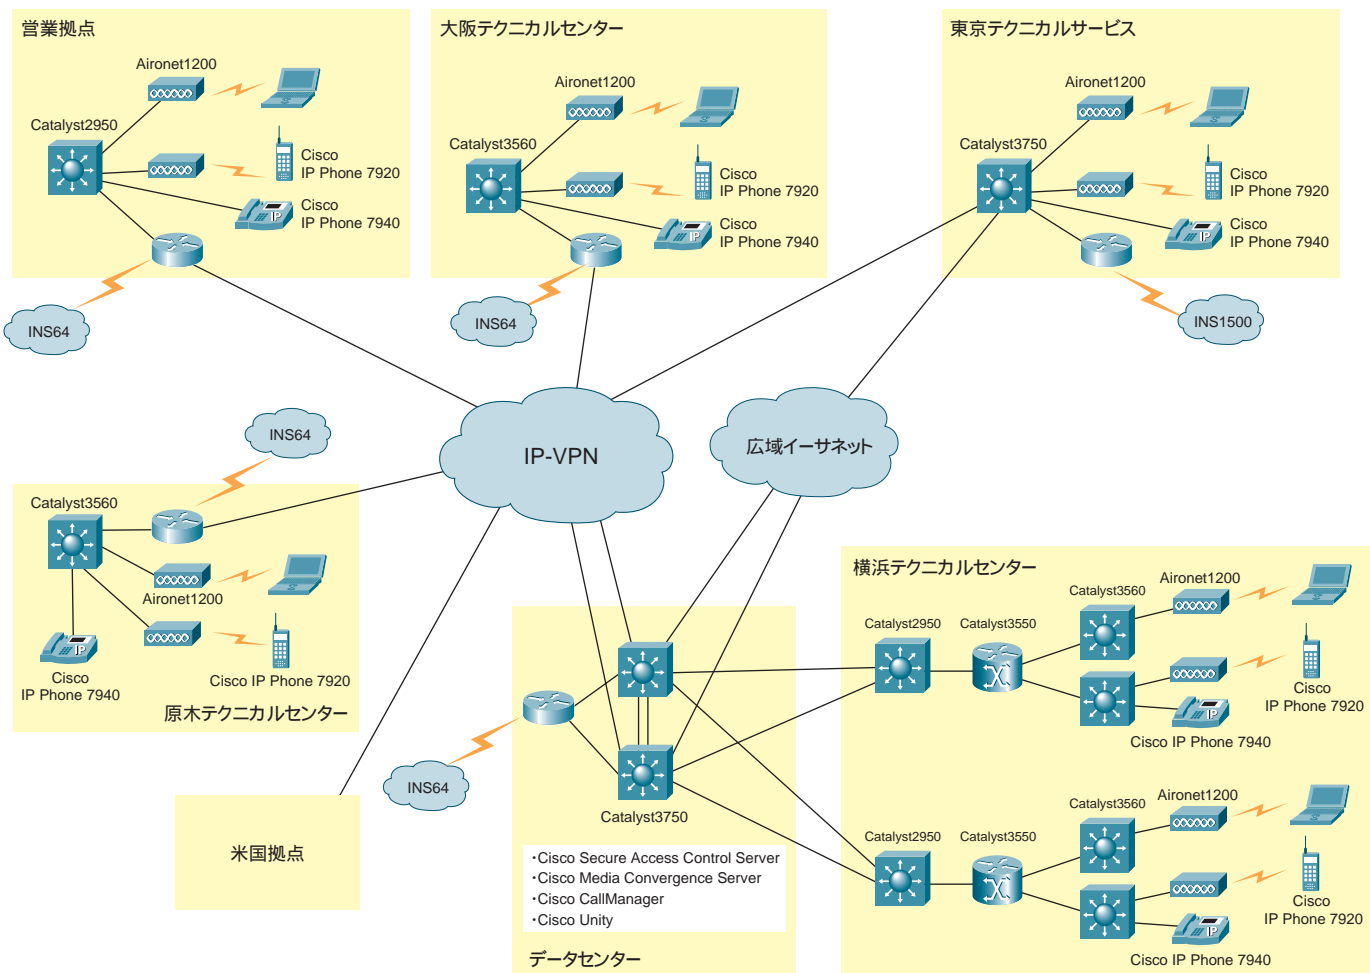 営業拠点
Aironet1200
Catalyst2950
Cisco
IP Phone 7920
Cisco
IP Phone 7940
IP
INS64
大阪テクニカルセンター
Aironet1200
Catalyst3560
Cisco
IP Phone 7920
Cisco
IP Phone 7940
IP
INS64
東京テクニカルサービス
Aironet1200
Catalyst3750
Cisco
IP Phone 7920
Cisco
IP Phone 7940
IP
INS1500
IP-VPN
広域イーサネット
INS64
Catalyst3560
Aironet1200
IP
Cisco
IP Phone 7940
Cisco IP Phone 7920
原木テクニカルセンター
米国拠点
INS64
Catalyst3750
・Cisco Secure Access Control Server
・Cisco Media Convergence Server
・Cisco CallManager
・Cisco Unity
データセンター
横浜テクニカルセンター
Catalyst2950
Catalyst3550
Catalyst3560
Aironet1200
Cisco
IP Phone 7920
IP
Cisco IP Phone 7940
Catalyst2950
Catalyst3550
Catalyst3560
Aironet1200
Cisco
IP Phone 7920
IP
Cisco IP Phone 7940